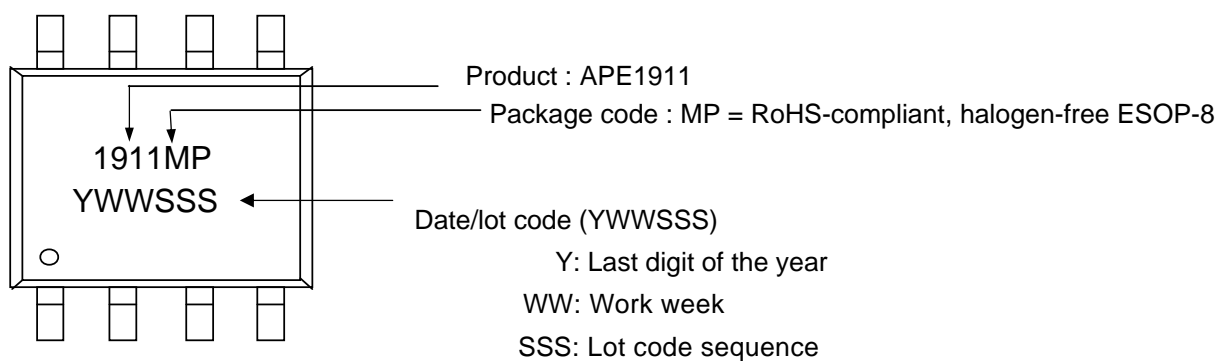 Product : APE1911
Package code : MP = RoHS-compliant, halogen-free ESOP-8
1911MP
YWWSSS
Date/lot code (YWWSSS)
Y: Last digit of the year
WW: Work week
SSS: Lot code sequence